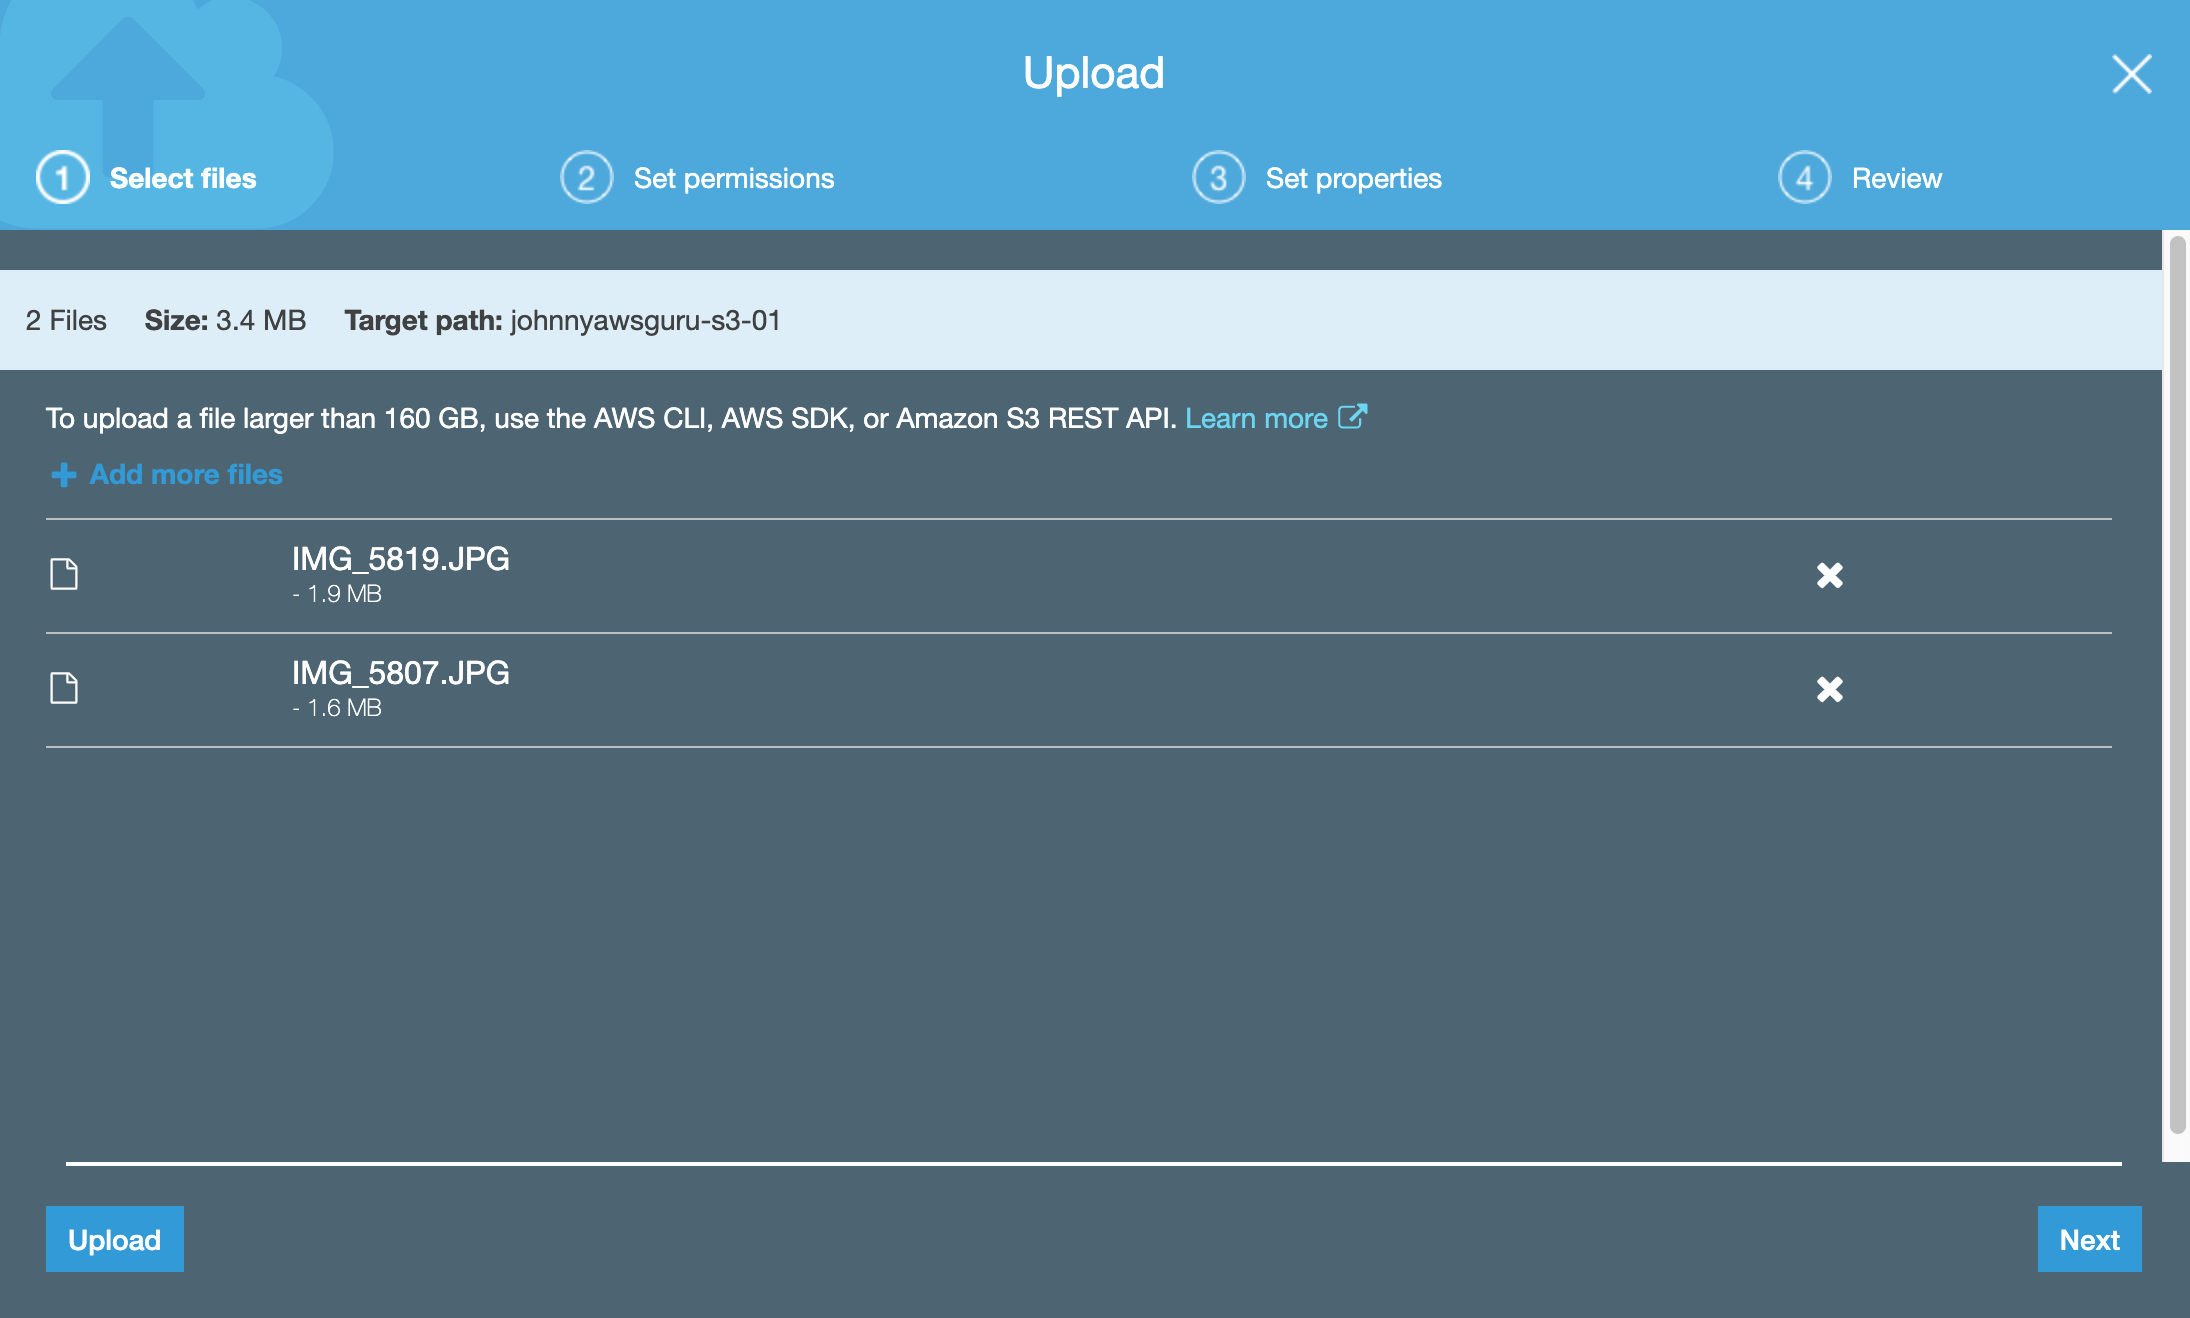 Upload
1 Select files
2 Set permissions
3 Set properties
4 Review
2 Files Size: 3.4 MB Target path: johnnyawsguru-s3-01
To upload a file larger than 160 GB, use the AWS CLI, AWS SDK, or Amazon S3 REST API. Learn more
Add more files
IMG_5819.JPG
- 1.9 MB
IMG_5807.JPG
- 1.6 MB
Upload
Next